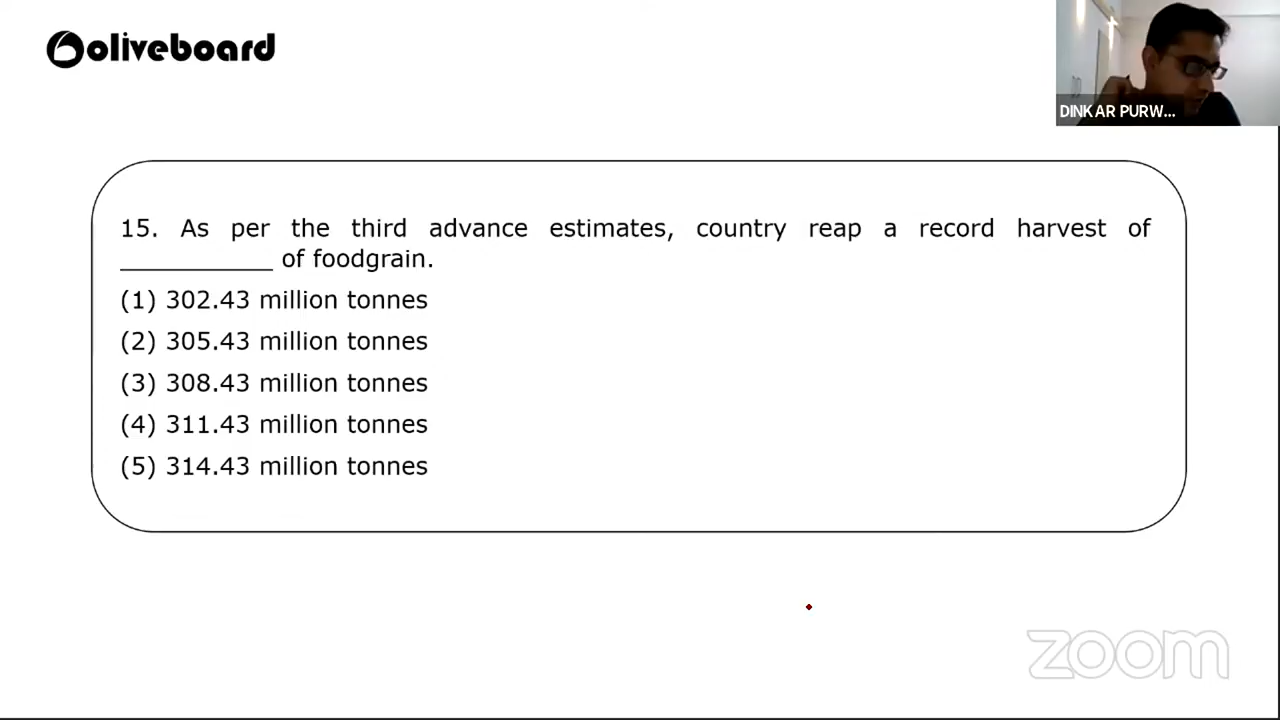 oliveboard
DINKAR PURW...
15. As per the third advance estimates, country reap a record harvest of
____________ of foodgrain.
(1) 302.43 million tonnes
(2) 305.43 million tonnes
(3) 308.43 million tonnes
(4) 311.43 million tonnes
(5) 314.43 million tonnes
zoom